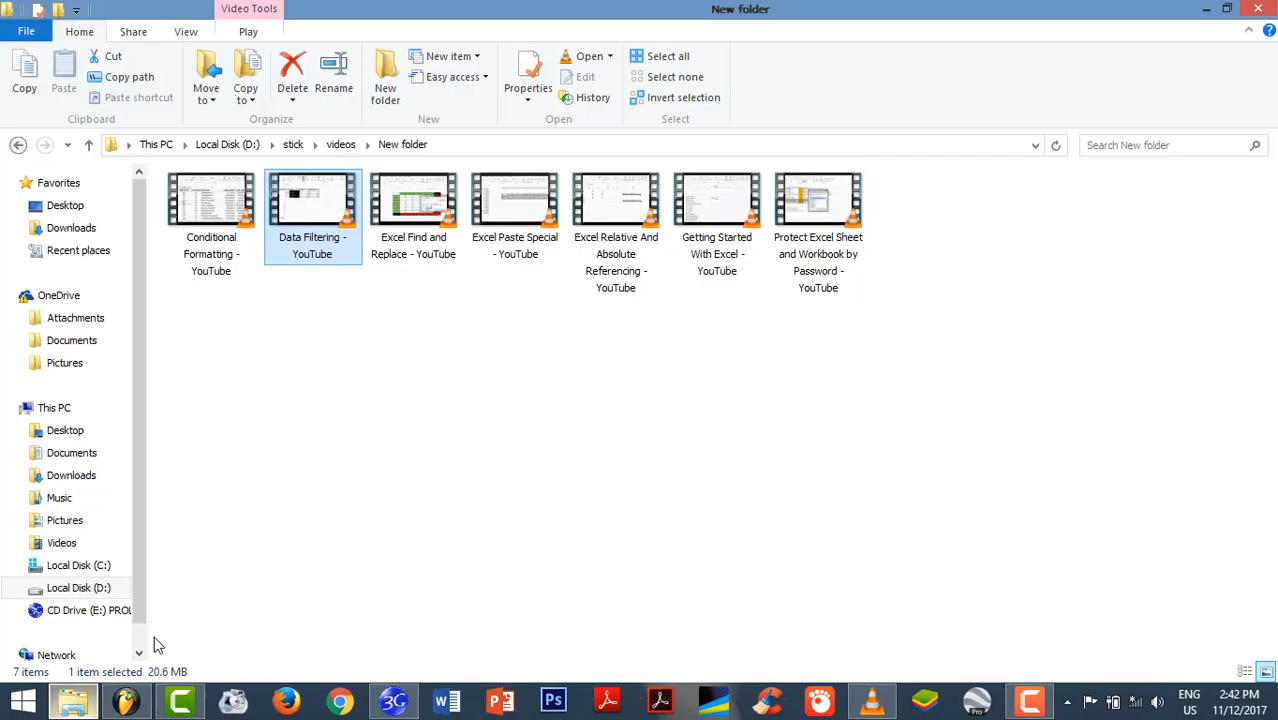 Video Tools
New folder
File
Home
Share
View
Play
Copy
Paste
Cut
Copy path
Paste shortcut
Clipboard
Move to
Copy to
Delete
Rename
Organize
New folder
New item
Easy access
New
Properties
Open
Edit
History
Open
Select all
Select none
Invert selection
Select
This PC
Local Disk (D:)
stick
videos
New folder
Search New folder
Favorites
Desktop
Downloads
Recent places
OneDrive
Attachments
Documents
Pictures
This PC
Desktop
Documents
Downloads
Music
Pictures
Videos
Local Disk (C:)
Local Disk (D:)
CD Drive (E:) PROL
Network
Conditional
Formatting -
YouTube
Data Filtering -
YouTube
Excel Find and
Replace - YouTube
Excel Paste Special
- YouTube
Excel Relative And
Absolute
Referencing -
YouTube
Getting Started
With Excel -
YouTube
Protect Excel Sheet
and Workbook by
Password -
YouTube
7 items
1 item selected 20.6 MB
3G
Ps
Pro
ENG
US
2:42 PM
11/12/2017